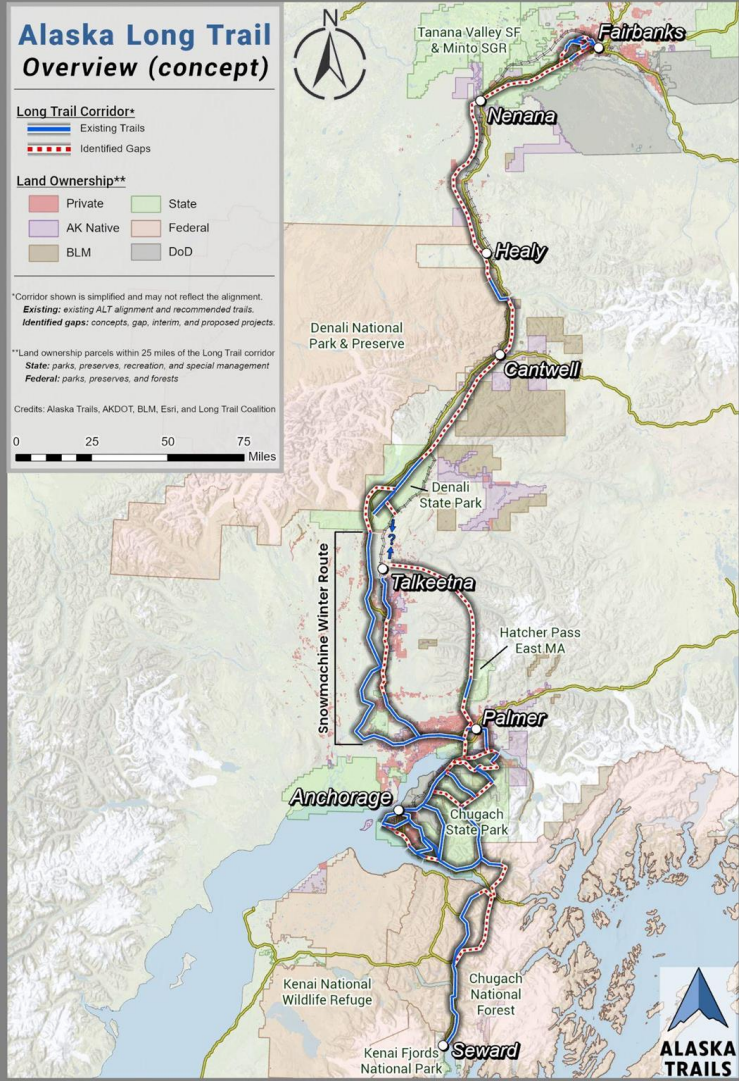 Alaska Long Trail
Overview (concept)
Long Trail Corridor*
Existing Trails
Identified Gaps
Land Ownership**
Private
State
AK Native
Federal
BLM
DoD
*Corridor shown is simplified and may not reflect the alignment.
Existing: existing ALT alignment and recommended trails.
Identified gaps: concepts, gap, interim, and proposed projects.
**Land ownership parcels within 25 miles of the Long Trail corridor
State: parks, preserves, recreation, and special management
Federal: parks, preserves, and forests
Credits: Alaska Trails, AKDOT, BLM, Esri, and Long Trail Coalition
0 25 50 75
Miles
N
Tanana Valley SF
& Minto SGR
Fairbanks
Nenana
Healy
Denali National
Park & Preserve
Cantwell
Denali
State Park
?
Talkeetna
Snowmachine Winter Route
Hatcher Pass
East MA
Palmer
Anchorage
Chugach
State Park
Kenai National
Wildlife Refuge
Chugach
National
Forest
Kenai Fjords
National Park
Seward
ALASKA
TRAILS